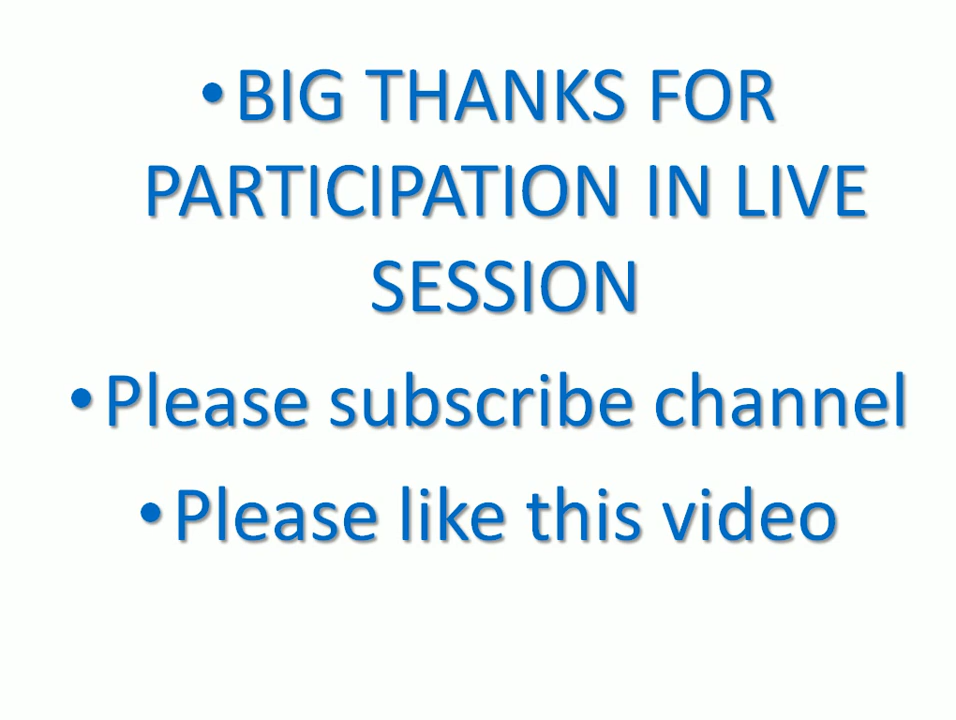 • BIG THANKS FOR
PARTICIPATION IN LIVE
SESSION
• Please subscribe channel
• Please like this video